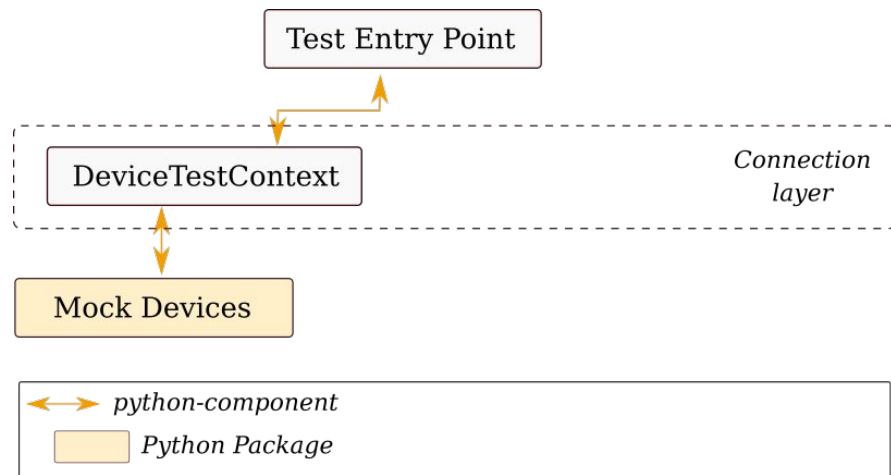 Test Entry Point
DeviceTestContext
Connection
layer
Mock Devices
python-component
Python Package